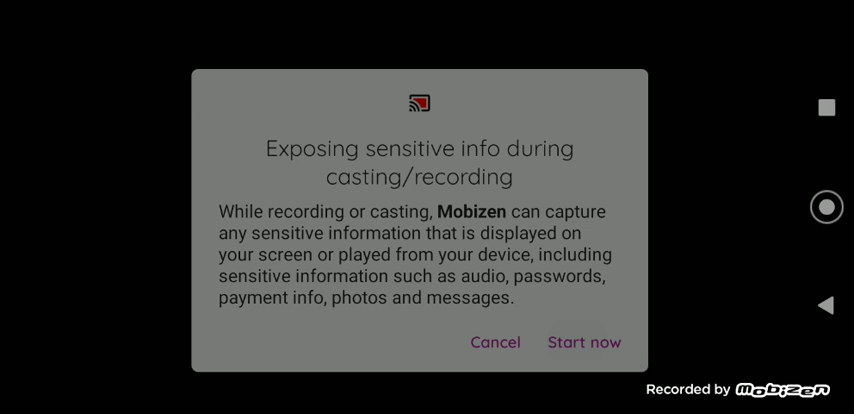 Exposing sensitive info during
casting/recording
While recording or casting, Mobizen can capture
any sensitive information that is displayed on
your screen or played from your device, including
sensitive information such as audio, passwords,
payment info, photos and messages.
Cancel Start now
Recorded by mobizen